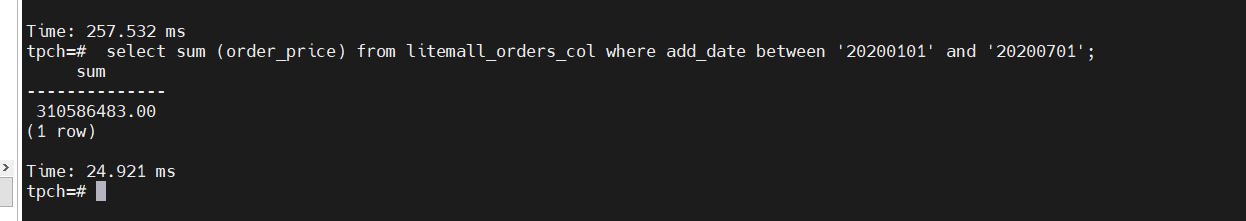 Time: 257.532 ms
tpch=#  select sum (order_price) from litemall_orders_col where add_date between '20200101' and '20200701';
     sum
--------------
 310586483.00
(1 row)
Time: 24.921 ms
tpch=#